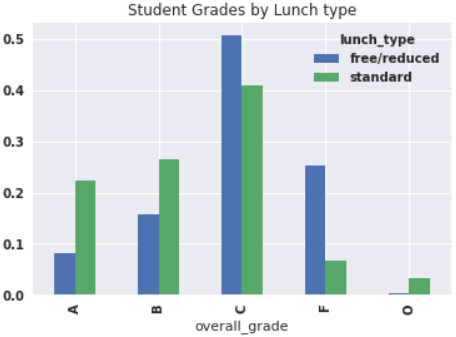 Student Grades by Lunch type
lunch_type
free/reduced
standard
0.5
0.4
0.3
0.2
0.1
0.0
A
B
C
F
O
overall_grade